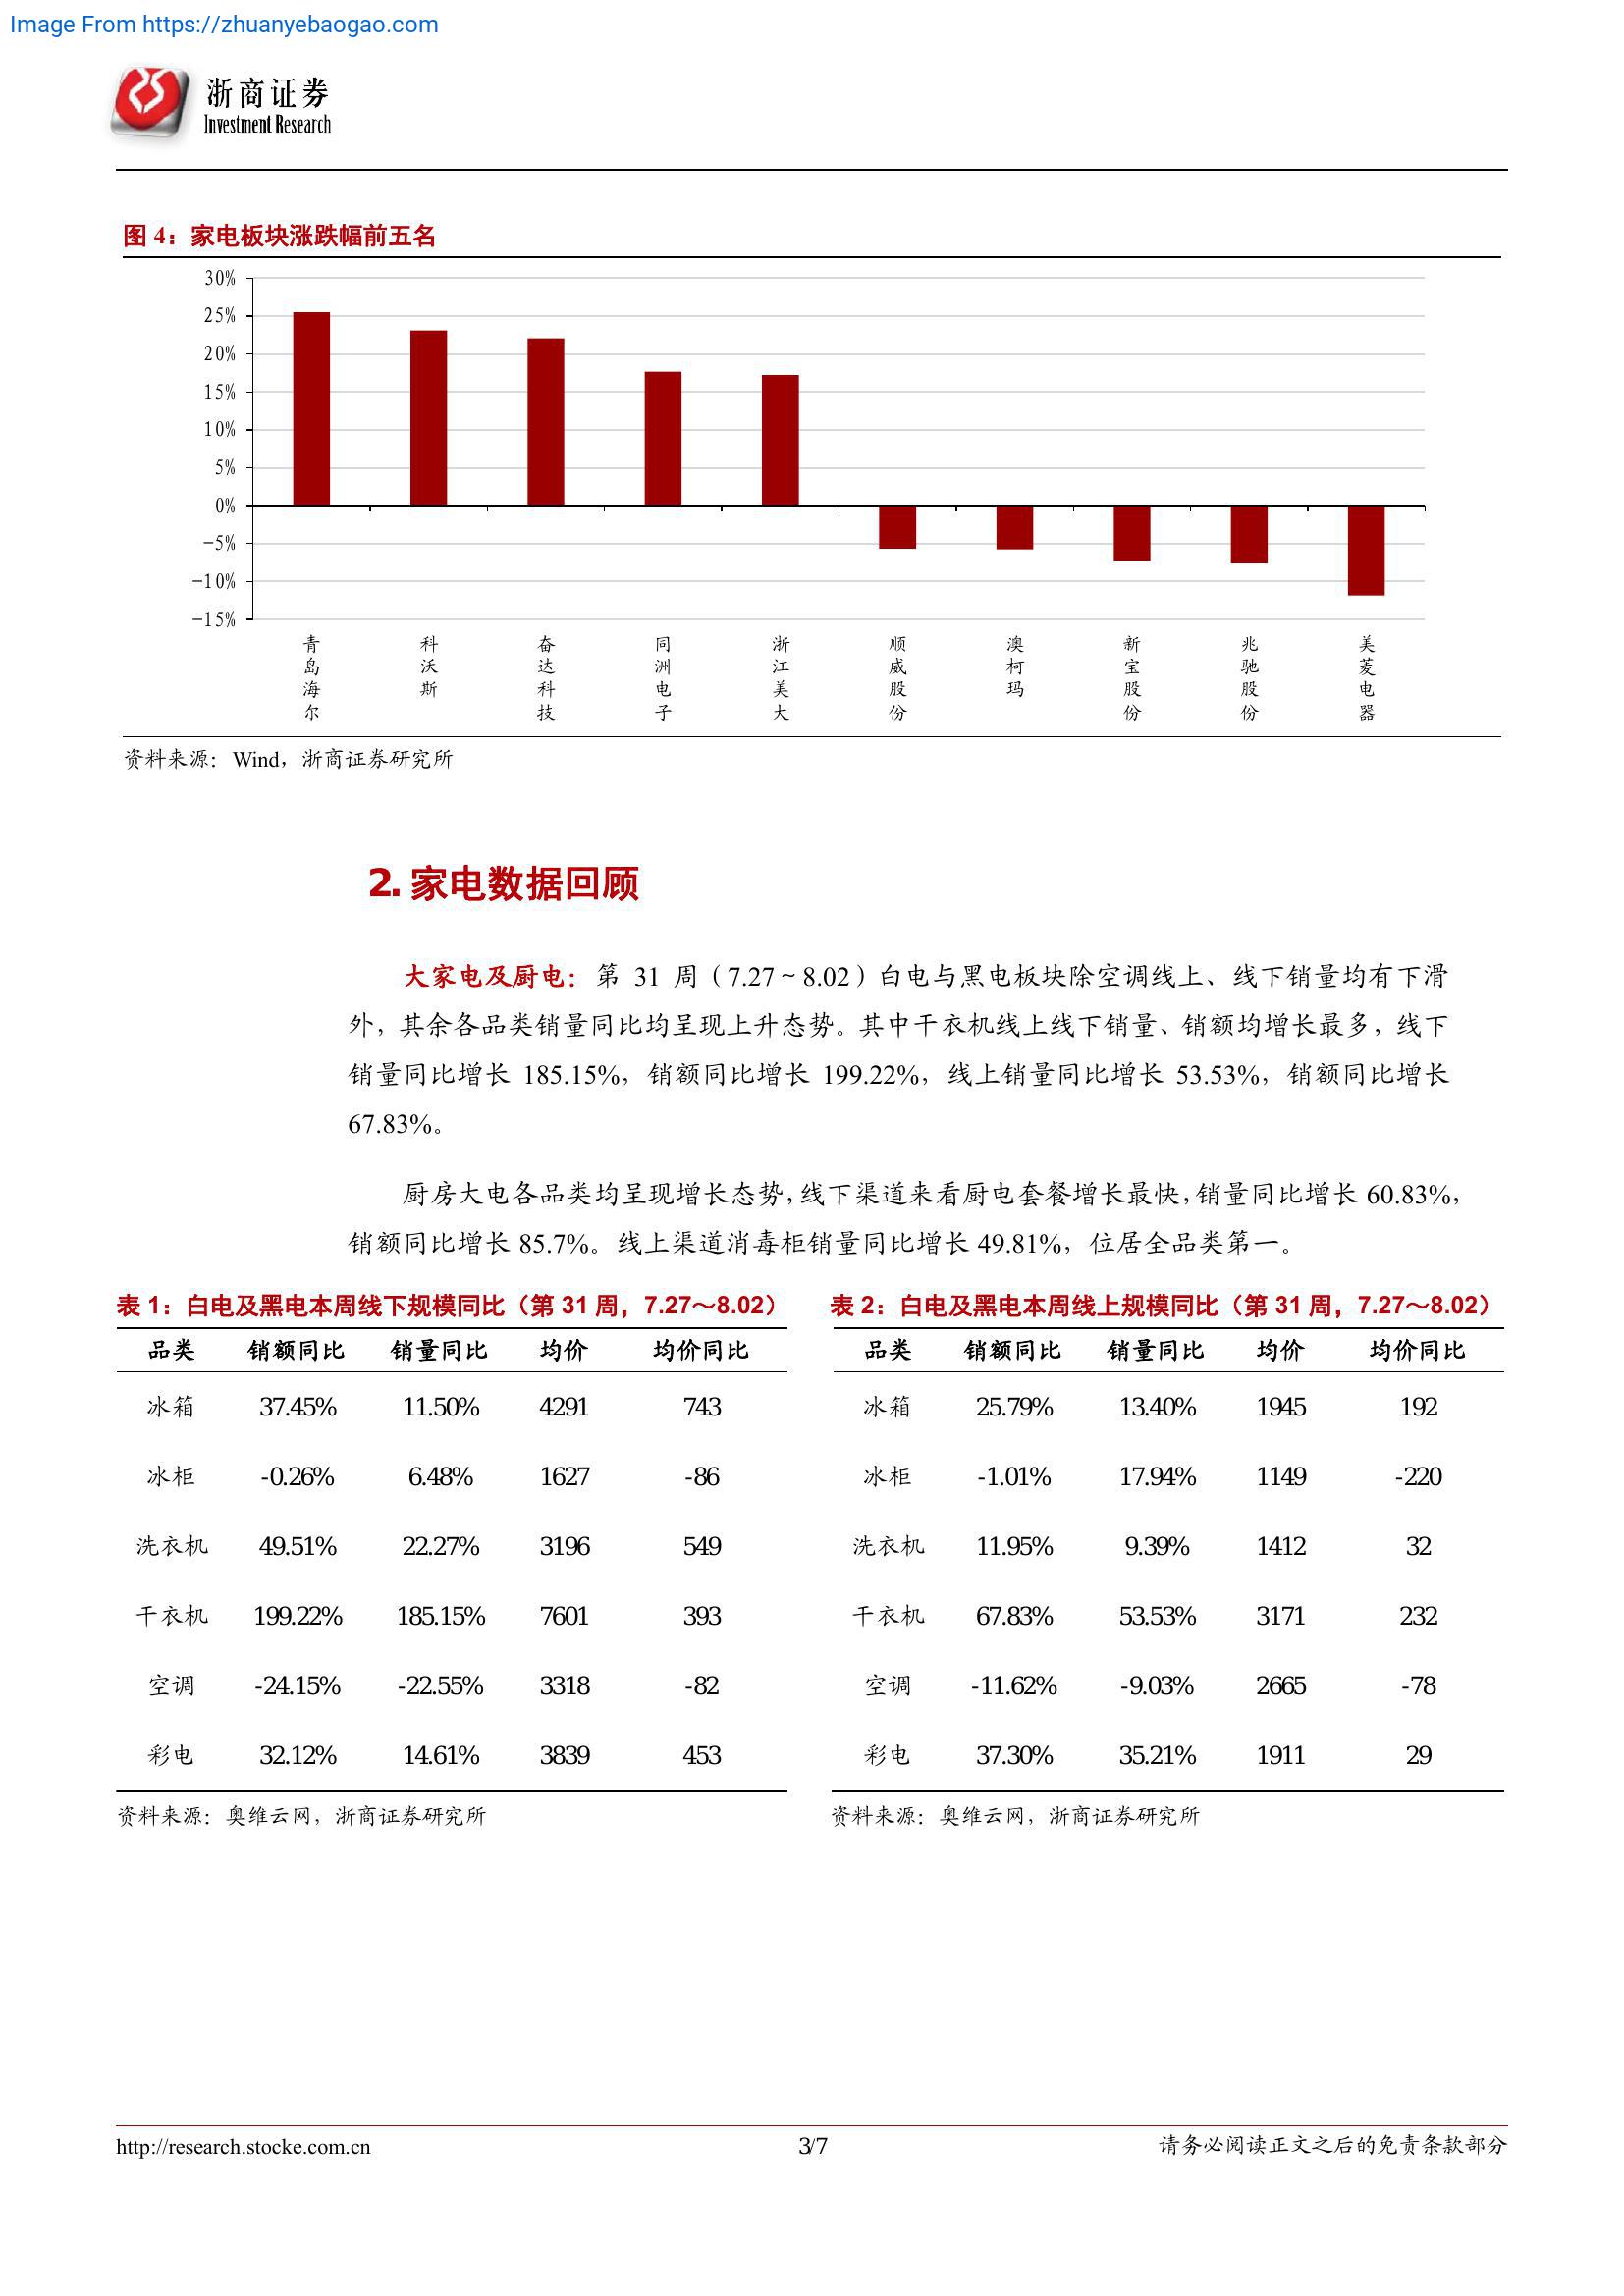 Image From https://zhuanyebaogao.com
浙商证券
Investment Research
图 4：家电板块涨跌幅前五名
30%
25%
20%
15%
10%
5%
0%
-5%
-10%
-15%
青岛海尔
科沃斯
奋达科技
同洲电子
浙江美大
顺威股份
澳柯玛
新宝股份
兆驰股份
美菱电器
资料来源：Wind，浙商证券研究所
2. 家电数据回顾
大家电及厨电：第 31 周（7.27~8.02）白电与黑电板块除空调线上、线下销量均有下滑
外，其余各品类销量同比均呈现上升态势。其中干衣机线上线下销量、销额均增长最多，线下
销量同比增长 185.15%，销额同比增长 199.22%，线上销量同比增长 53.53%，销额同比增长
67.83%。
厨房大电各品类均呈现增长态势，线下渠道来看厨电套餐增长最快，销量同比增长 60.83%，
销额同比增长 85.7%。线上渠道消毒柜销量同比增长 49.81%，位居全品类第一。
表 1：白电及黑电本周线下规模同比（第 31 周，7.27～8.02）
品类 销额同比 销量同比 均价 均价同比
冰箱 37.45% 11.50% 4291 743
冰柜 -0.26% 6.48% 1627 -86
洗衣机 49.51% 22.27% 3196 549
干衣机 199.22% 185.15% 7601 393
空调 -24.15% -22.55% 3318 -82
彩电 32.12% 14.61% 3839 453
资料来源：奥维云网，浙商证券研究所
表 2：白电及黑电本周线上规模同比（第 31 周，7.27～8.02）
品类 销额同比 销量同比 均价 均价同比
冰箱 25.79% 13.40% 1945 192
冰柜 -1.01% 17.94% 1149 -220
洗衣机 11.95% 9.39% 1412 32
干衣机 67.83% 53.53% 3171 232
空调 -11.62% -9.03% 2665 -78
彩电 37.30% 35.21% 1911 29
资料来源：奥维云网，浙商证券研究所
http://research.stocke.com.cn
3/7
请务必阅读正文之后的免责条款部分